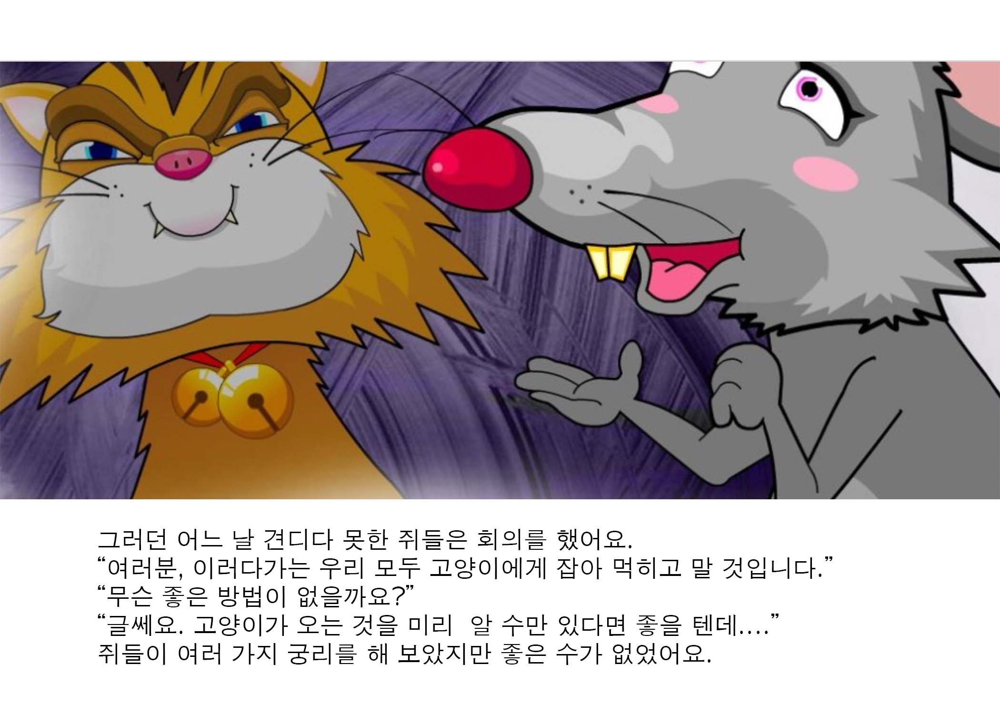 그러던 어느 날 견디다 못한 쥐들은 회의를 했어요.
“여러분, 이러다가는 우리 모두 고양이에게 잡아 먹히고 말 것입니다.”
“무슨 좋은 방법이 없을까요?”
“글쎄요. 고양이가 오는 것을 미리  알 수만 있다면 좋을 텐데....”
쥐들이 여러 가지 궁리를 해 보았지만 좋은 수가 없었어요.